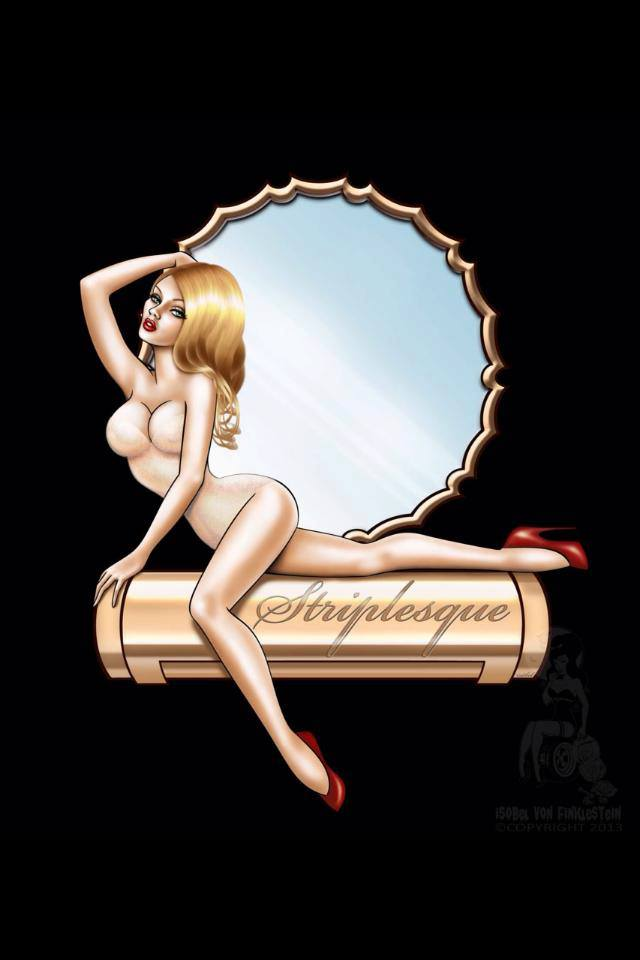 Striplesque
ISOBEL VON FINKLESTEIN
©COPYRIGHT 2013